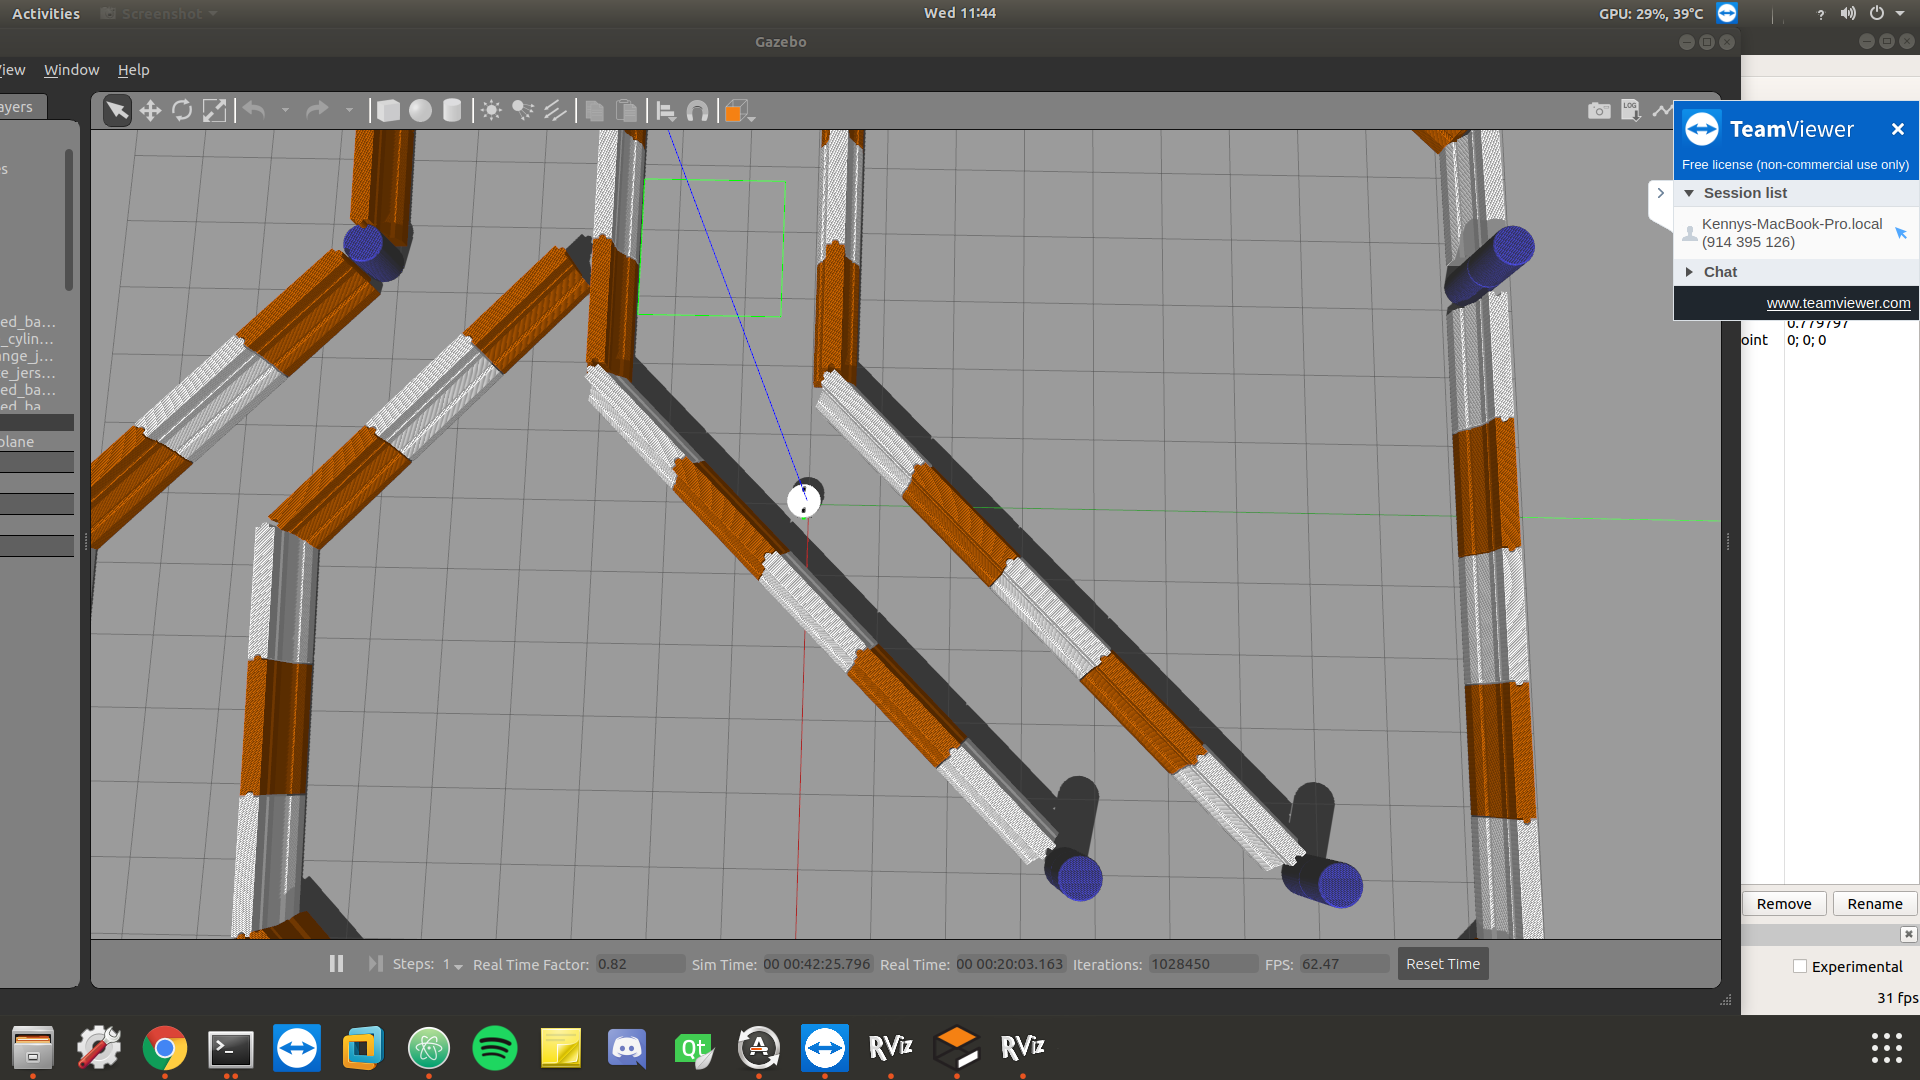 Activities
Screenshot
Wed 11:44
GPU: 29%, 39°C
?
Gazebo
View Window Help
ayers
LOG
TeamViewer
Free license (non-commercial use only)
Session list
Kennys-MacBook-Pro.local
(914 395 126)
Chat
www.teamviewer.com
s
ed_ba...
_cylin...
nge_j...
e_jers...
ed_ba...
ed_ba
plane
0.779797
oint 0; 0; 0
Remove Rename
Experimental
31 fps
Steps: 1 Real Time Factor: 0.82 Sim Time: 00 00:42:25.796 Real Time: 00 00:20:03.163 Iterations: 1028450 FPS: 62.47 Reset Time
Qt
A
RViz
RViz